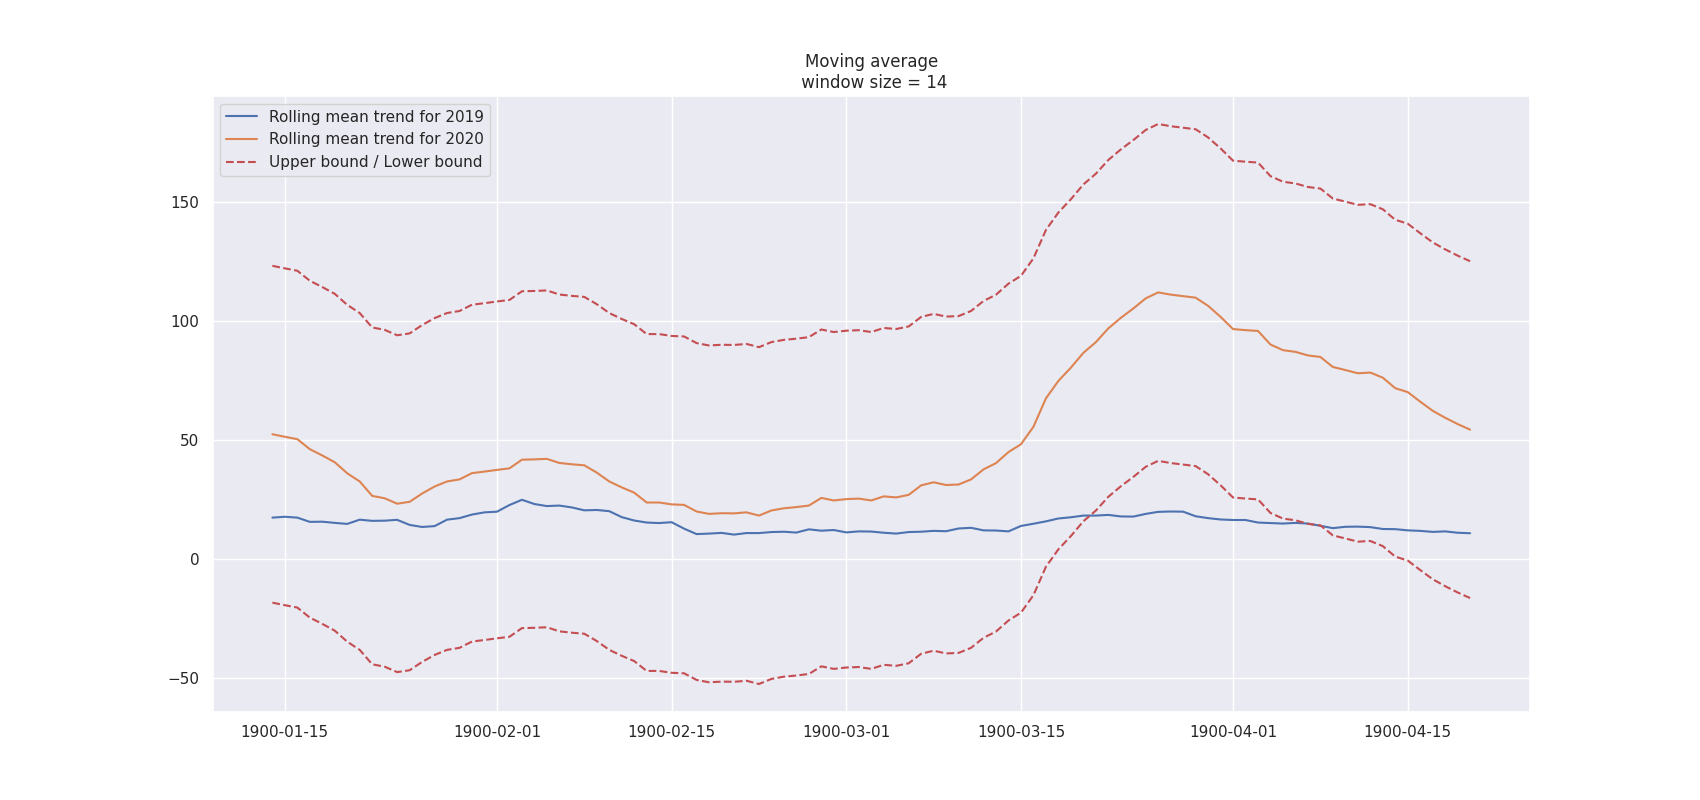 Moving average
window size = 14
Rolling mean trend for 2019
Rolling mean trend for 2020
Upper bound / Lower bound
150
100
50
0
−50
1900-01-15 1900-02-01 1900-02-15 1900-03-01 1900-03-15 1900-04-01 1900-04-15